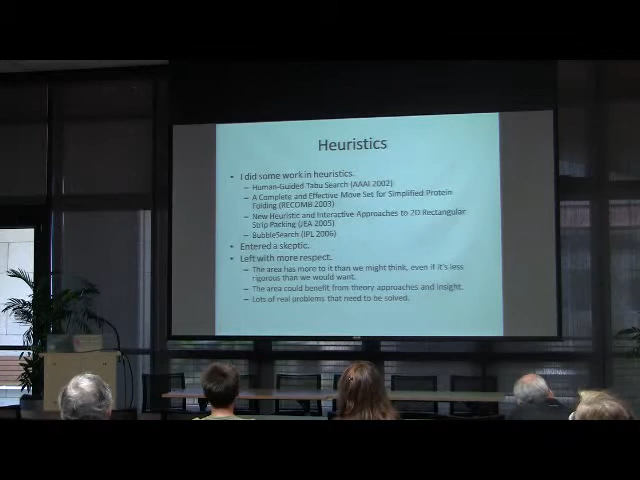 Heuristics
• I did some work in heuristics.
– Human-Guided Tabu Search (AAAI 2002)
– A Complete and Effective Move Set for Simplified Protein
Folding (RECOMB 2003)
– New Heuristic and Interactive Approaches to 2D Rectangular
Strip Packing (JEA 2005)
– BubbleSearch (IPL 2006)
• Entered a skeptic.
• Left with more respect.
– The area has more to it than we might think, even if it's less
rigorous than we would want.
– The area could benefit from theory approaches and insight.
– Lots of real problems that need to be solved.